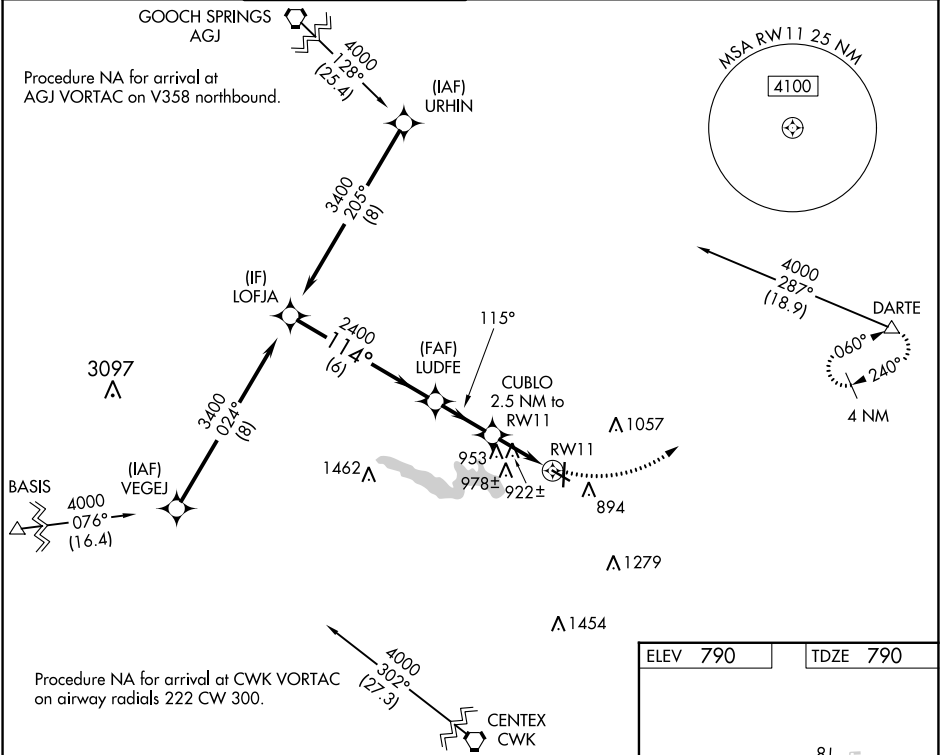 GOOCH SPRINGS
AGJ
4000
128°
(25.4)
Procedure NA for arrival at
AGJ VORTAC on V358 northbound.
(IAF)
URHIN
MSA RW11 25 NM
4100
3400
205°
(8)
(IF)
LOFJA
4000
287°
(18.9)
DARTE
060°
240°
4 NM
2400
114°
(6)
115°
(FAF)
LUDFE
CUBLO
2.5 NM to
RW11
3097
3400
024°
(8)
1057
953
RW11
1462
978±
922±
894
(IAF)
VEGEJ
BASIS
4000
076°
(16.4)
1279
1454
Procedure NA for arrival at CWK VORTAC
on airway radials 222 CW 300.
4000
302°
(27.3)
CENTEX
CWK
ELEV 790
TDZE 790